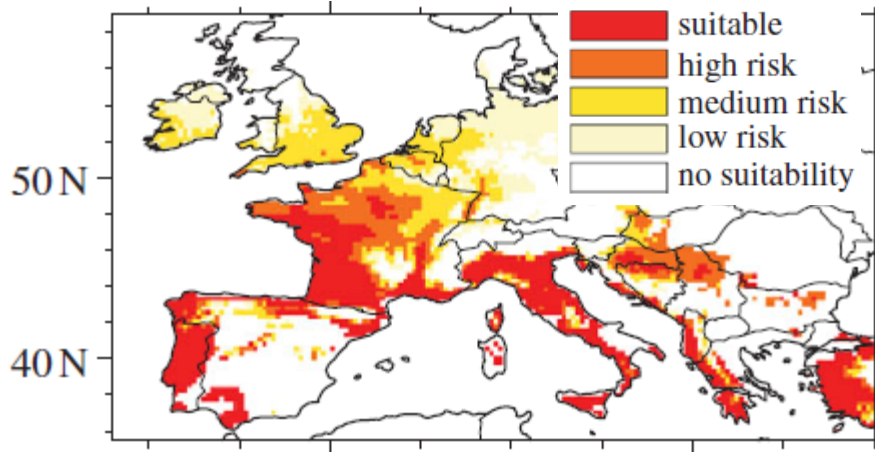 suitable
high risk
medium risk
low risk
no suitability
50 N
40 N